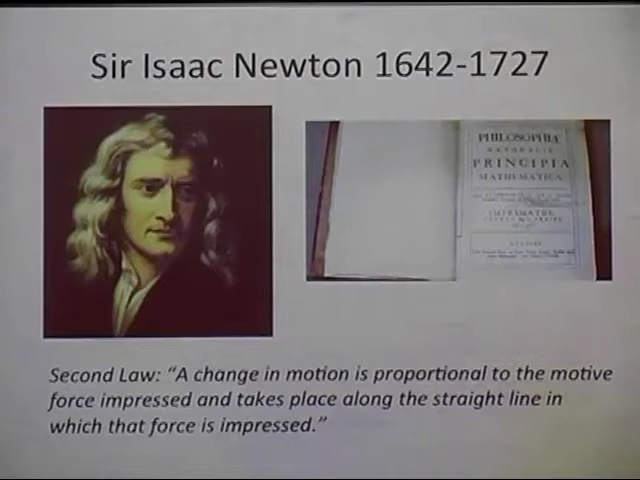 Sir Isaac Newton 1642-1727
PHILOSOPHIÆ
NATURALIS
PRINCIPIA
MATHEMATICA
IMPRIMATUR
Second Law: “A change in motion is proportional to the motive
force impressed and takes place along the straight line in
which that force is impressed.”